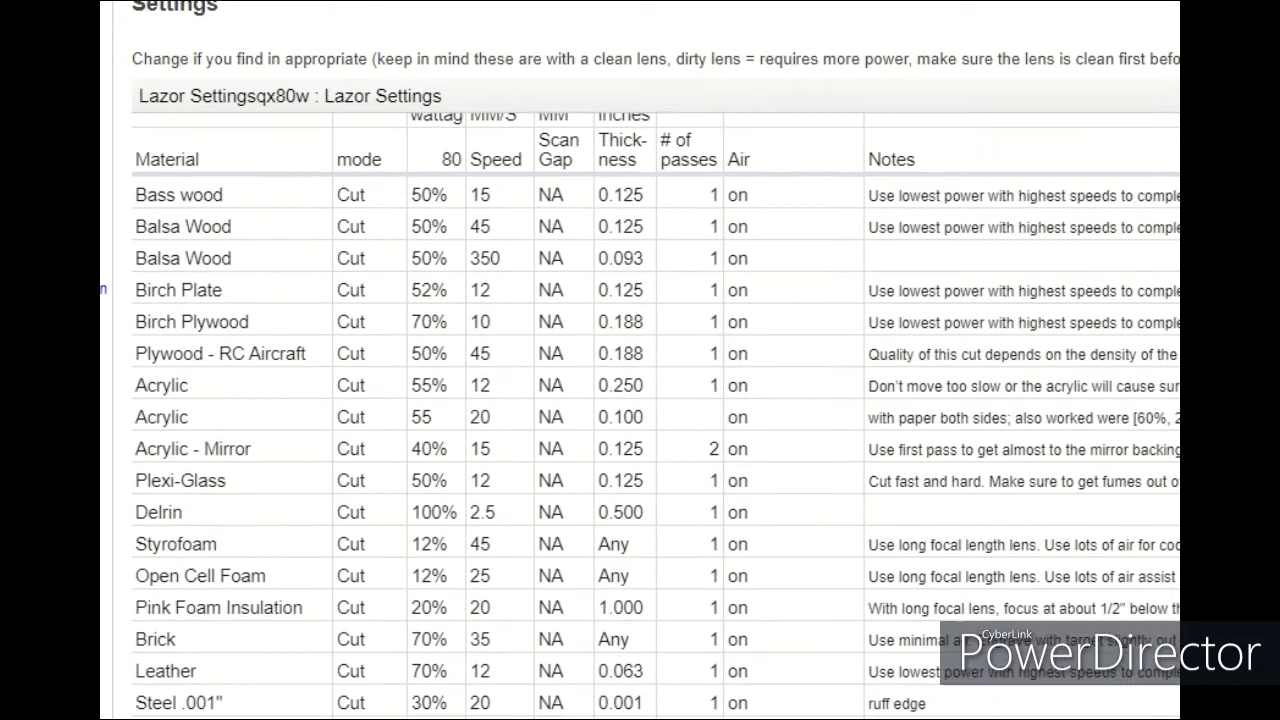 Settings
Change if you find in appropriate (keep in mind these are with a clean lens, dirty lens = requires more power, make sure the lens is clean first befo
Lazor Settingsqx80w : Lazor Settings
wattag MM/S MM Inches
Material mode 80 Speed Scan Gap Thick-ness # of passes Air Notes
Bass wood Cut 50% 15 NA 0.125 1 on Use lowest power with highest speeds to comple
Balsa Wood Cut 50% 45 NA 0.125 1 on Use lowest power with highest speeds to comple
Balsa Wood Cut 50% 350 NA 0.093 1 on
Birch Plate Cut 52% 12 NA 0.125 1 on Use lowest power with highest speeds to comple
n
Birch Plywood Cut 70% 10 NA 0.188 1 on Use lowest power with highest speeds to comple
Plywood - RC Aircraft Cut 50% 45 NA 0.188 1 on Quality of this cut depends on the density of the
Acrylic Cut 55% 12 NA 0.250 1 on Don't move too slow or the acrylic will cause sur
Acrylic Cut 55 20 NA 0.100 on with paper both sides; also worked were [60%, 2
Acrylic - Mirror Cut 40% 15 NA 0.125 2 on Use first pass to get almost to the mirror backing
Plexi-Glass Cut 50% 12 NA 0.125 1 on Cut fast and hard. Make sure to get fumes out o
Delrin Cut 100% 2.5 NA 0.500 1 on
Styrofoam Cut 12% 45 NA Any 1 on Use long focal length lens. Use lots of air for coo
Open Cell Foam Cut 12% 25 NA Any 1 on Use long focal length lens. Use lots of air assist
Pink Foam Insulation Cut 20% 20 NA 1.000 1 on With long focal lens, focus at about 1/2" below th
Brick Cut 70% 35 NA Any 1 on Use minimal with target slightly out
Leather Cut 70% 12 NA 0.063 1 on Use lowest power with highest speeds to comple
Steel .001" Cut 30% 20 NA 0.001 1 on ruff edge
CyberLink
PowerDirector